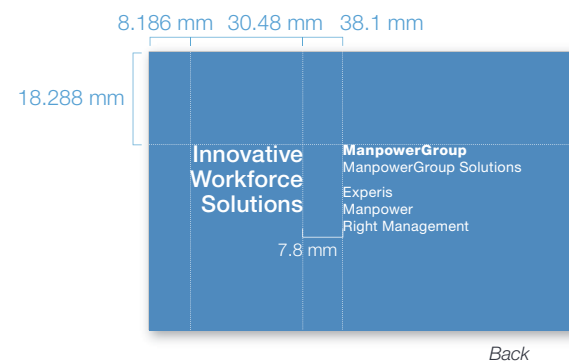 8.186 mm 30.48 mm 38.1 mm
18.288 mm
Innovative
Workforce
Solutions
ManpowerGroup
ManpowerGroup Solutions
Experis
Manpower
Right Management
7.8 mm
Back